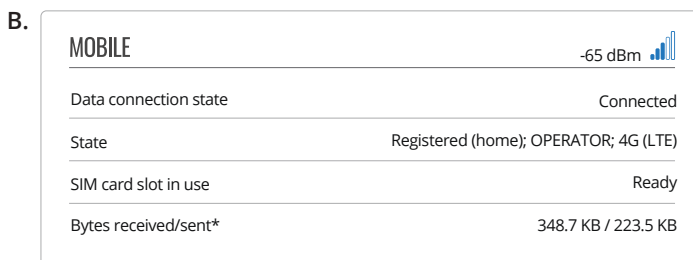 B.
MOBILE -65 dBm
Data connection state Connected
State Registered (home); OPERATOR; 4G (LTE)
SIM card slot in use Ready
Bytes received/sent* 348.7 KB / 223.5 KB